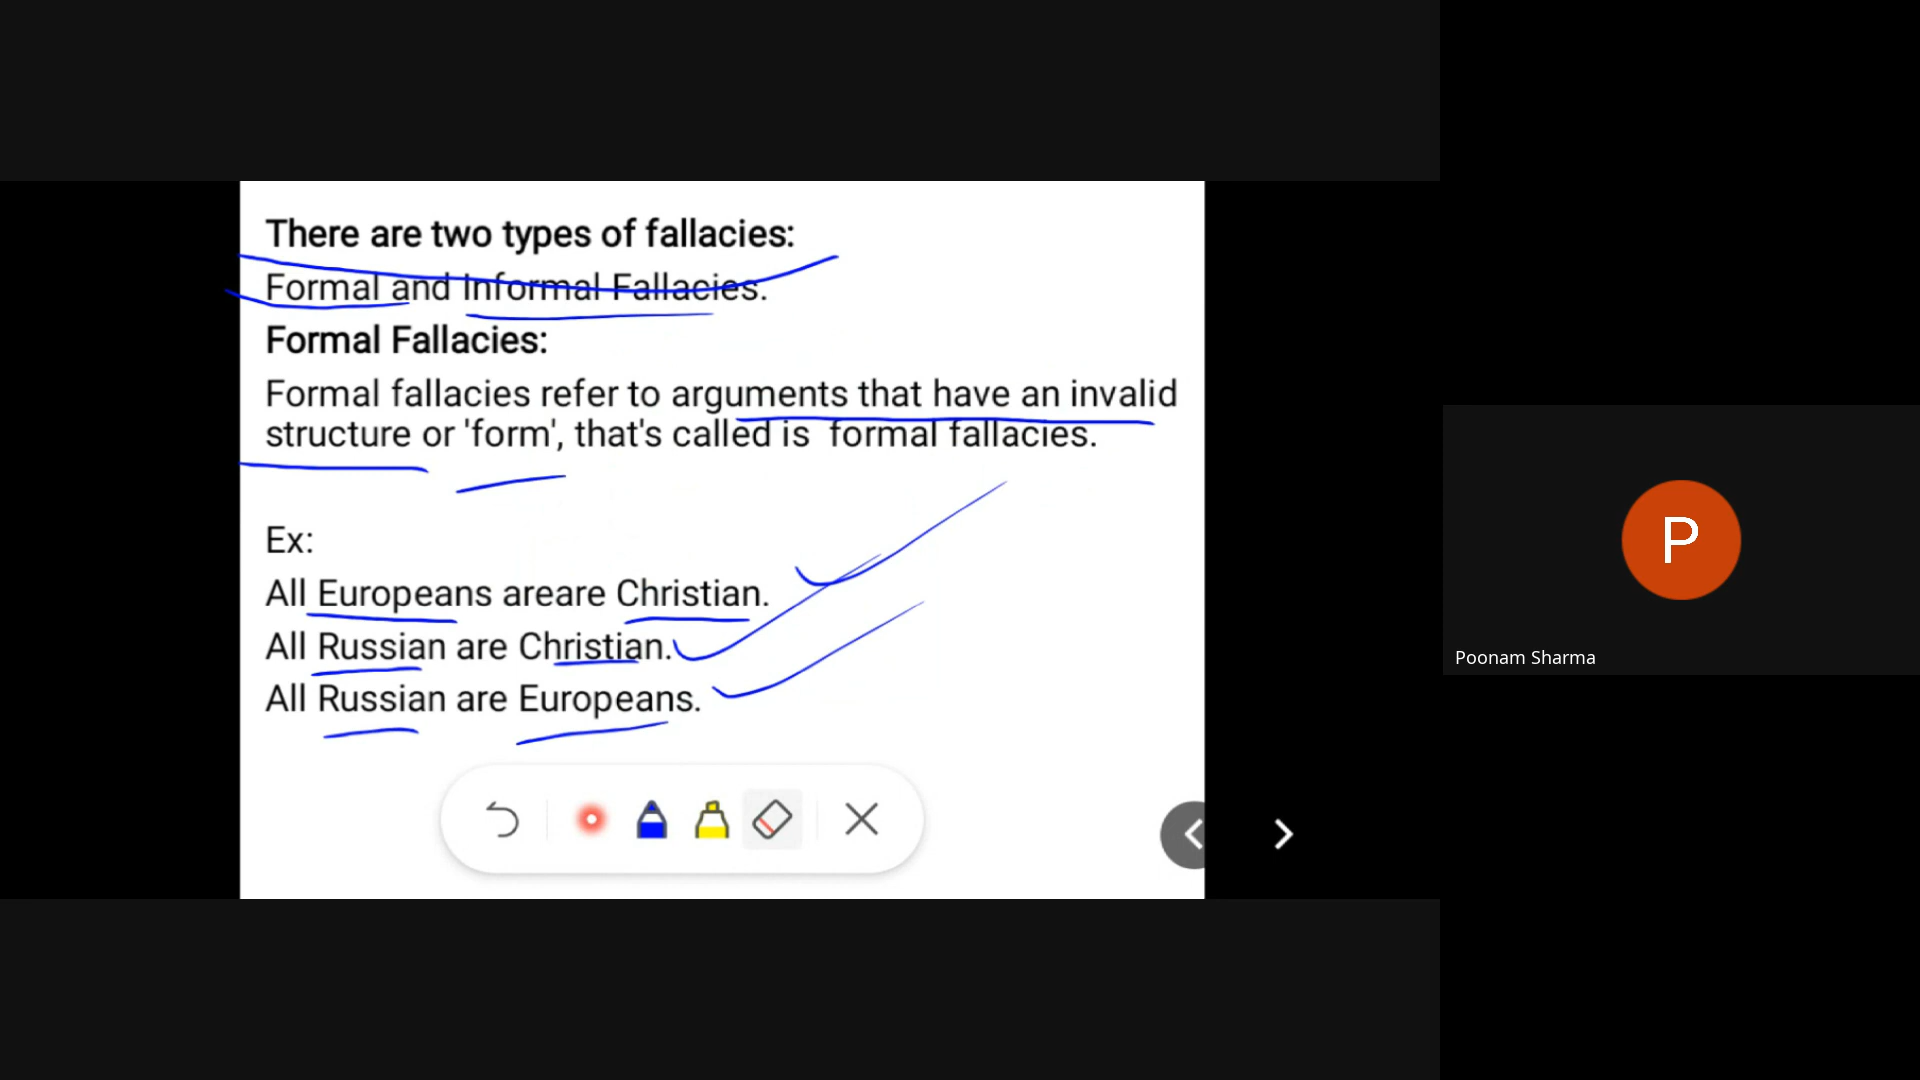 There are two types of fallacies:
Formal and Informal Fallacies.
Formal Fallacies:
Formal fallacies refer to arguments that have an invalid
structure or 'form', that's called is  formal fallacies.
Ex:
All Europeans areare Christian.
All Russian are Christian.
All Russian are Europeans.
P
Poonam Sharma